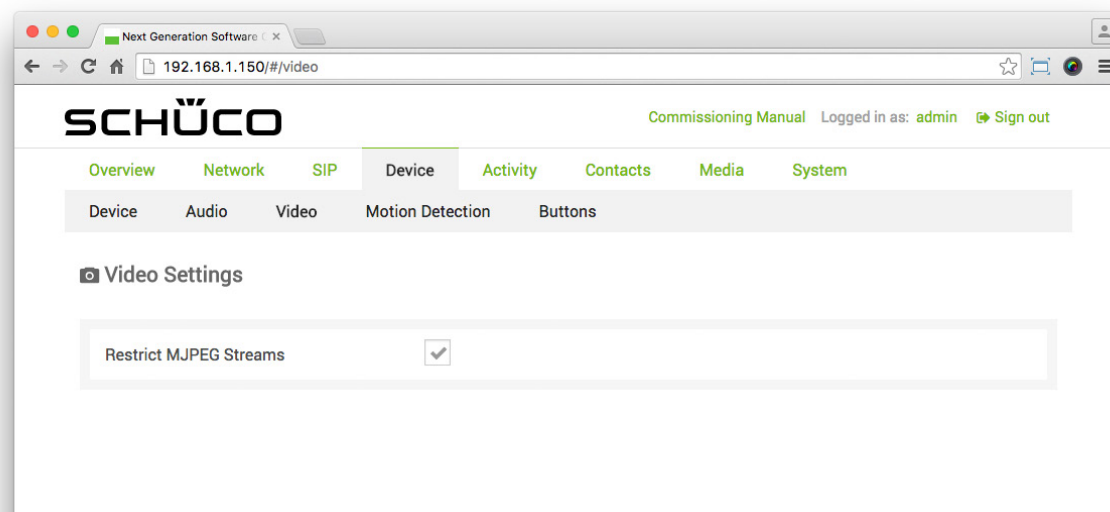 Next Generation Software
192.168.1.150/#/video
SCHÜCO
Commissioning Manual Logged in as: admin Sign out
Overview Network SIP Device Activity Contacts Media System
Device Audio Video Motion Detection Buttons
Video Settings
Restrict MJPEG Streams